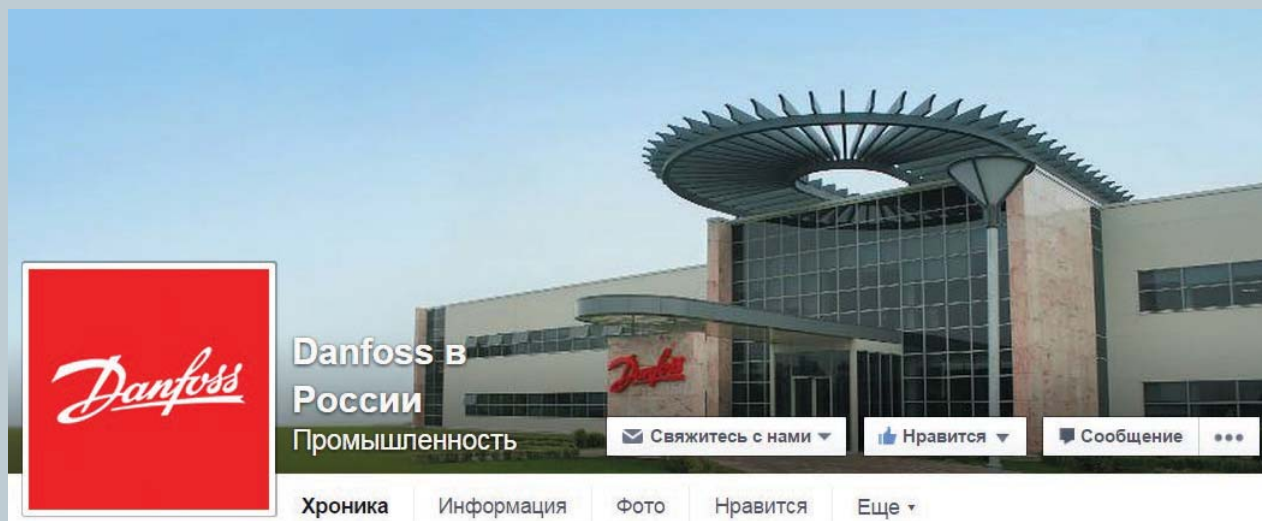 Danfoss
Danfoss в
России
Промышленность
Danfoss
Свяжитесь с нами
Нравится
Сообщение
Хроника
Информация
Фото
Нравится
Еще